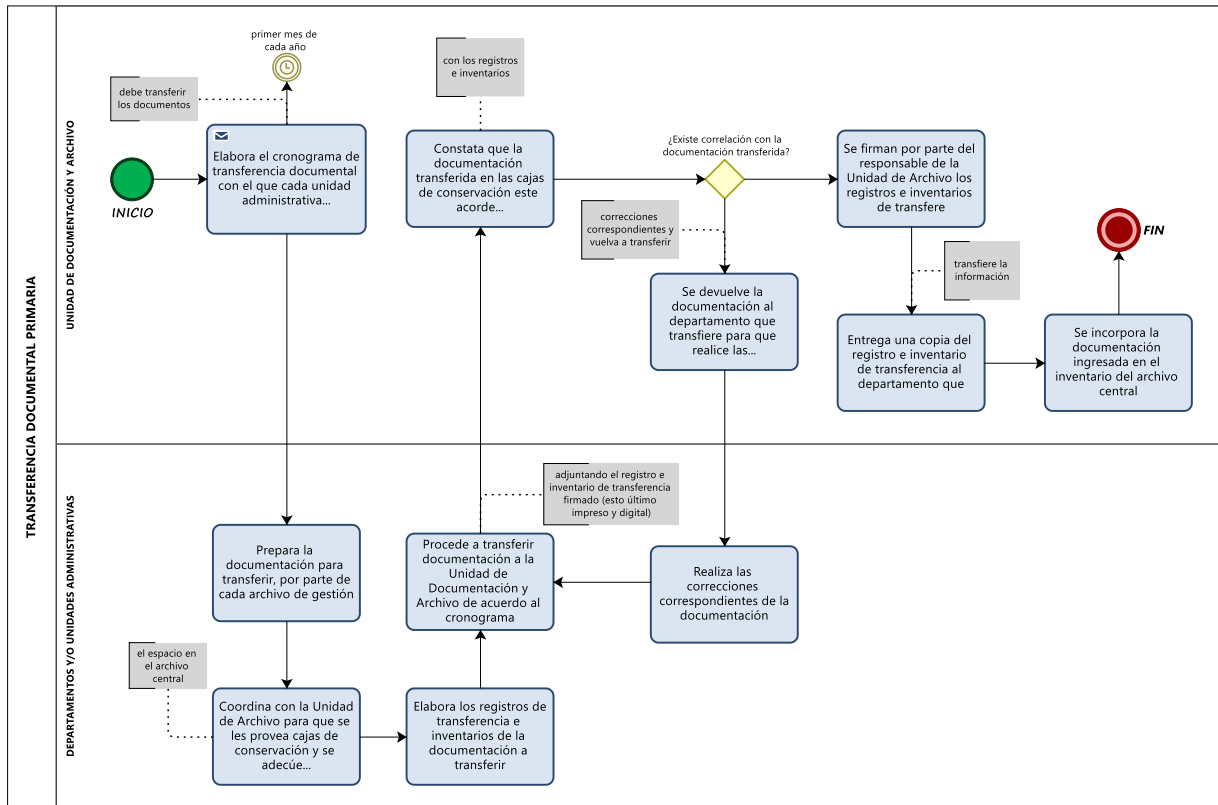 TRANSFERENCIA DOCUMENTAL PRIMARIA
UNIDAD DE DOCUMENTACIÓN Y ARCHIVO
primer mes de
cada año
debe transferir
los documentos
INICIO
Elabora el cronograma de
transferencia documental
con el que cada unidad
administrativa...
con los registros
e inventarios
Constata que la
documentación
transferida en las cajas
de conservación este
acorde...
¿Existe correlación con la
documentación transferida?
correcciones
correspondientes y
vuelva a transferir
Se devuelve la
documentación al
departamento que
transfiere para que
realice las...
Se firman por parte del
responsable de la
Unidad de Archivo los
registros e inventarios
de transfere
transfiere la
información
Entrega una copia del
registro e inventario
de transferencia al
departamento que
Se incorpora la
documentación
ingresada en el
inventario del archivo
central
FIN
DEPARTAMENTOS Y/O UNIDADES ADMINISTRATIVAS
Prepara la
documentación para
transferir, por parte de
cada archivo de gestión
el espacio en
el archivo
central
Coordina con la Unidad
de Archivo para que se
les provea cajas de
conservación y se
adecúe...
Elabora los registros de
transferencia e
inventarios de la
documentación a
transferir
adjuntando el registro e
inventario de transferencia
firmado (esto último
impreso y digital)
Procede a transferir
documentación a la
Unidad de
Documentación y
Archivo de acuerdo al
cronograma
Realiza las
correcciones
correspondientes de la
documentación